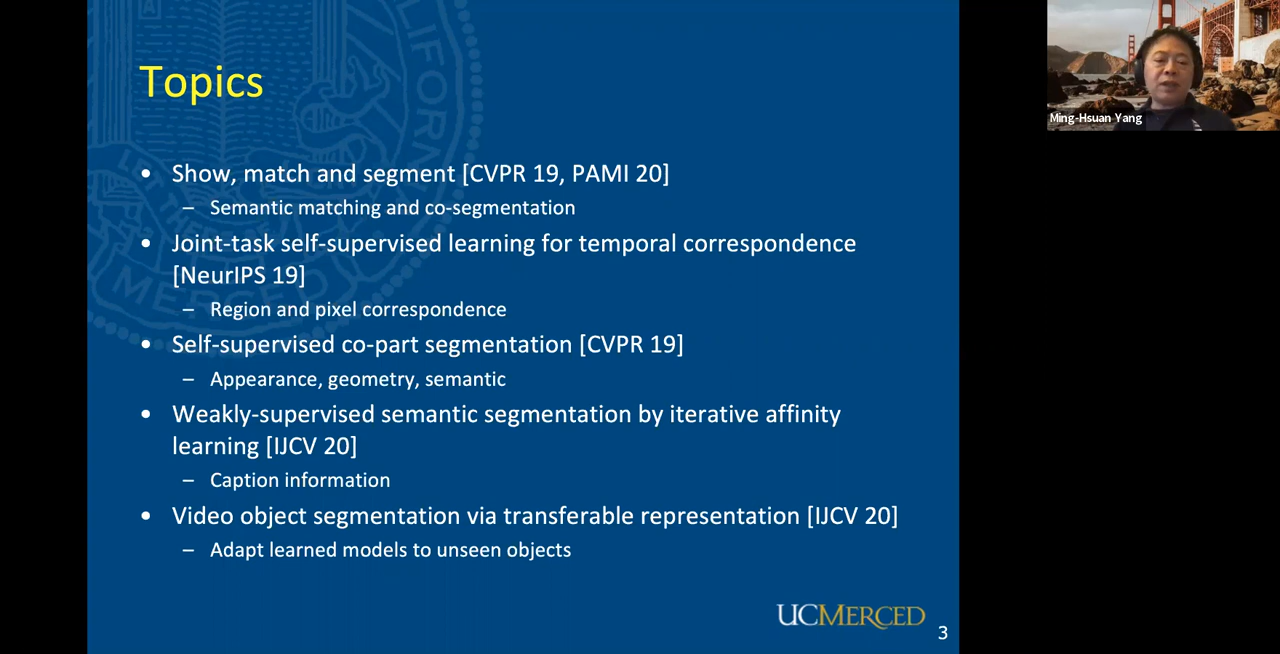 Topics
• Show, match and segment [CVPR 19, PAMI 20]
– Semantic matching and co-segmentation
• Joint-task self-supervised learning for temporal correspondence
[NeurIPS 19]
– Region and pixel correspondence
• Self-supervised co-part segmentation [CVPR 19]
– Appearance, geometry, semantic
• Weakly-supervised semantic segmentation by iterative affinity
learning [IJCV 20]
– Caption information
• Video object segmentation via transferable representation [IJCV 20]
– Adapt learned models to unseen objects
UCMERCED
3
Ming-Hsuan Yang
MERCED